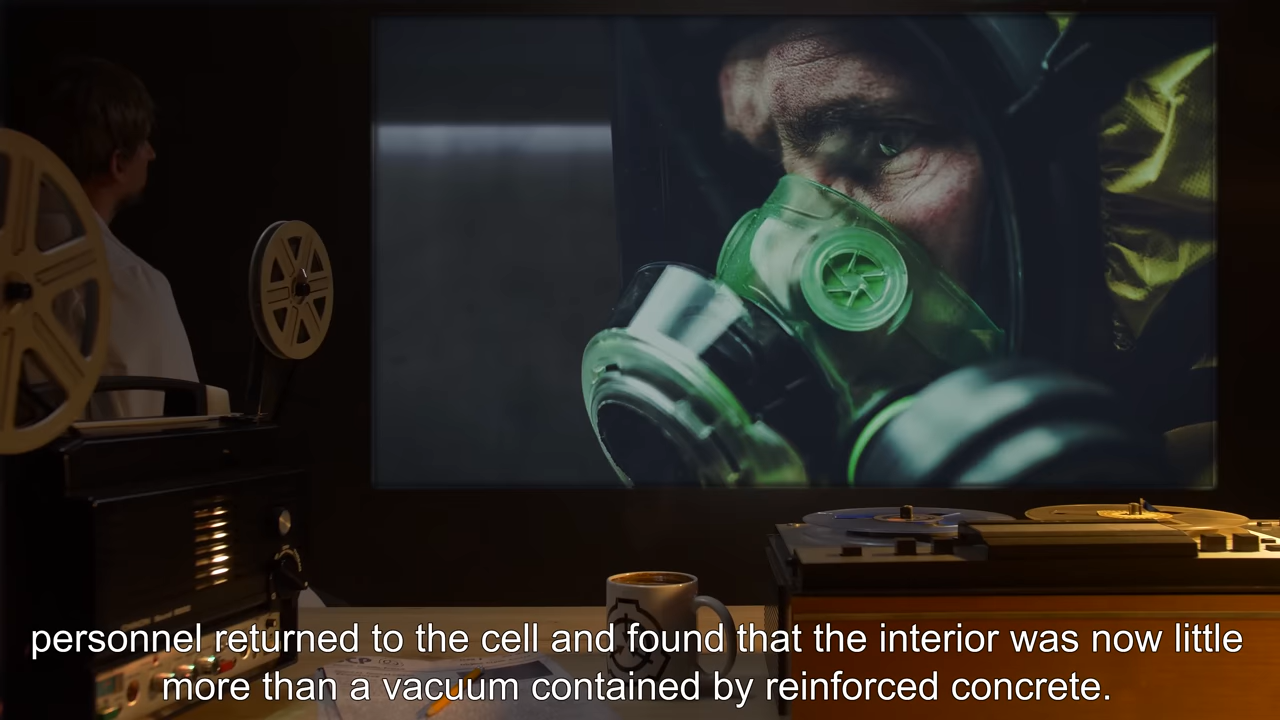 personnel returned to the cell and found that the interior was now little
more than a vacuum contained by reinforced concrete.